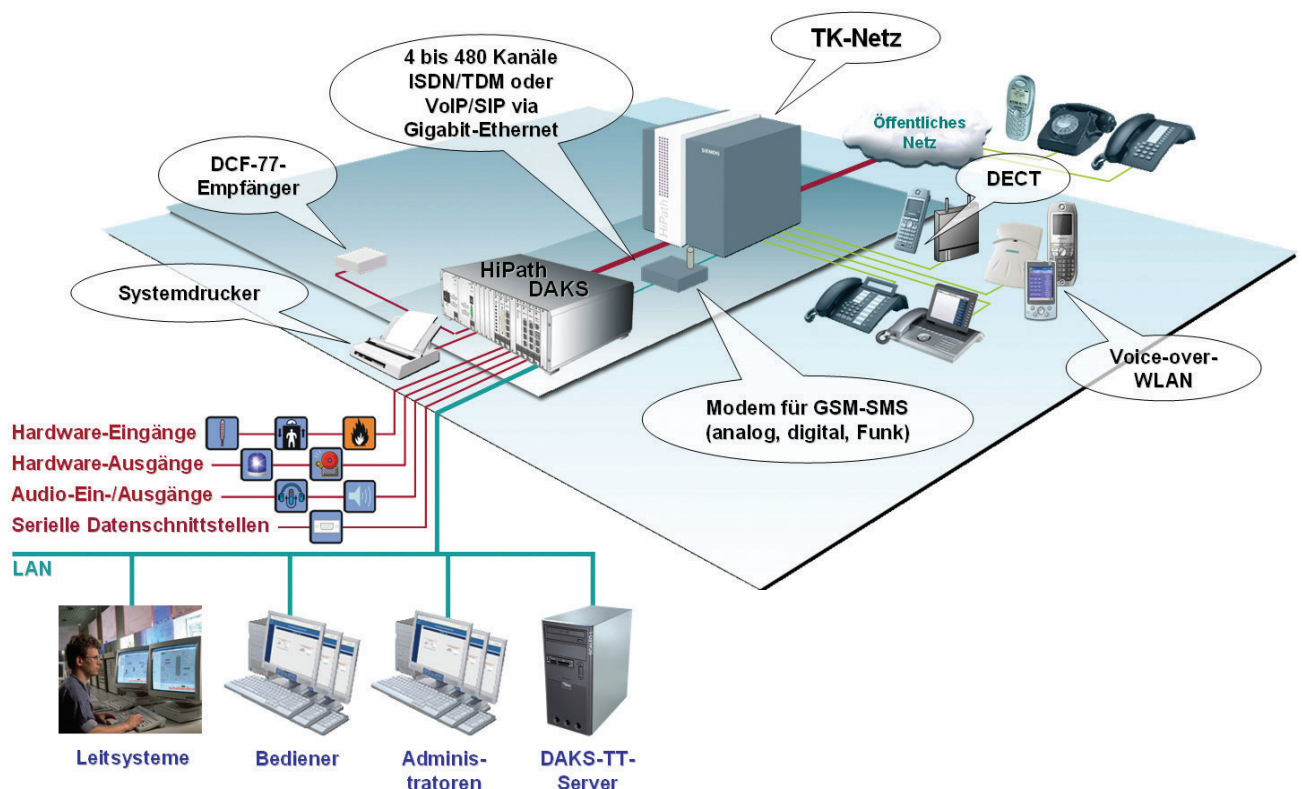 TK-Netz
4 bis 480 Kanäle
ISDN/TDM oder
VoIP/SIP via
Gigabit-Ethernet
Öffentliches
Netz
DCF-77-
Empfänger
SIEMENS
HiPath
DECT
HiPath
DAKS
Systemdrucker
Voice-over-
WLAN
Modem für GSM-SMS
(analog, digital, Funk)
Hardware-Eingänge
Hardware-Ausgänge
Audio-Ein-/Ausgänge
Serielle Datenschnittstellen
LAN
Leitsysteme
Bediener
Adminis-
tratoren
DAKS-TT-
Server